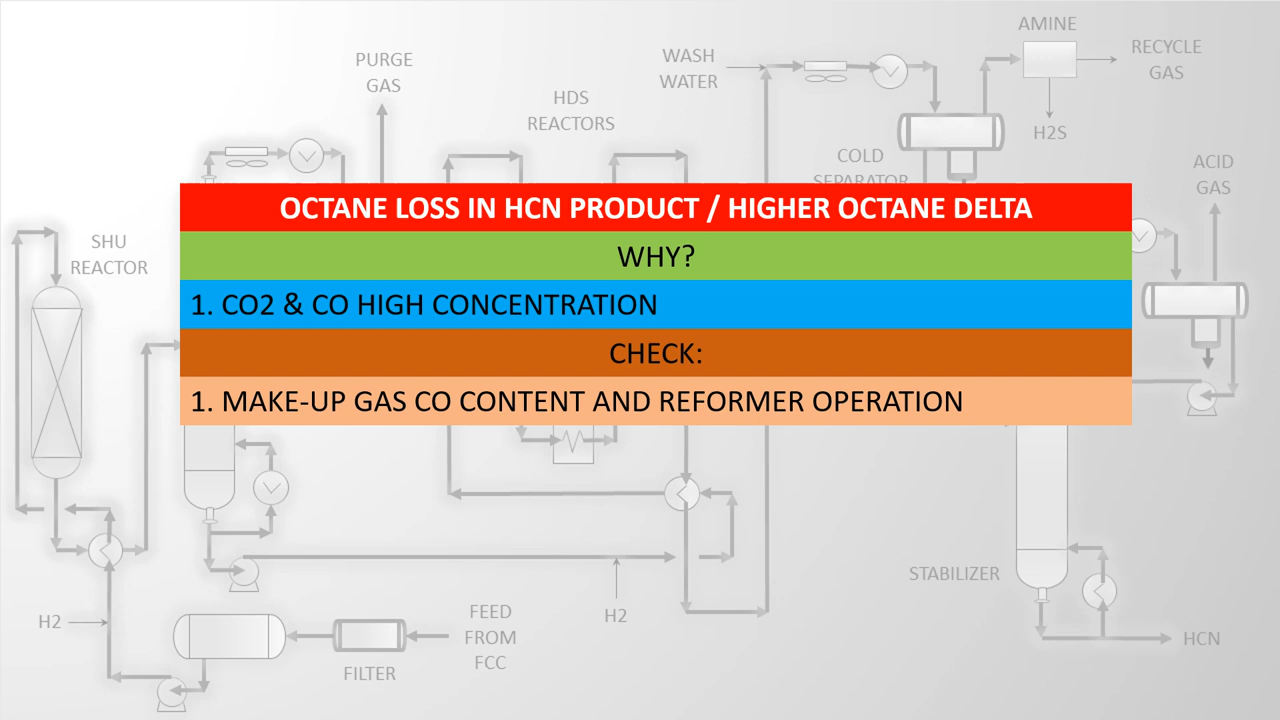 AMINE
PURGE
GAS
WASH
WATER
RECYCLE
GAS
HDS
REACTORS
H2S
COLD
SEPARATOR
ACID
GAS
OCTANE LOSS IN HCN PRODUCT / HIGHER OCTANE DELTA
SHU
REACTOR
WHY?
1. CO2 & CO HIGH CONCENTRATION
CHECK:
1. MAKE-UP GAS CO CONTENT AND REFORMER OPERATION
STABILIZER
H2
H2
FEED
FROM
FCC
HCN
FILTER